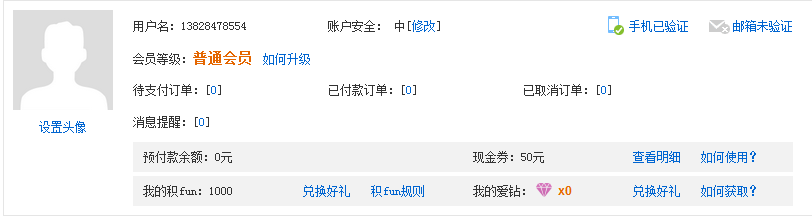 用户名：13828478554 账户安全： 中[修改] 手机已验证 邮箱未验证
会员等级：普通会员 如何升级
待支付订单：[0] 已付款订单：[0] 已取消订单：[0]
设置头像
消息提醒：[0]
预付款余额：0元 现金券：50元 查看明细 如何使用？
我的积fun：1000 兑换好礼 积fun规则 我的爱钻： x0 兑换好礼 如何获取？